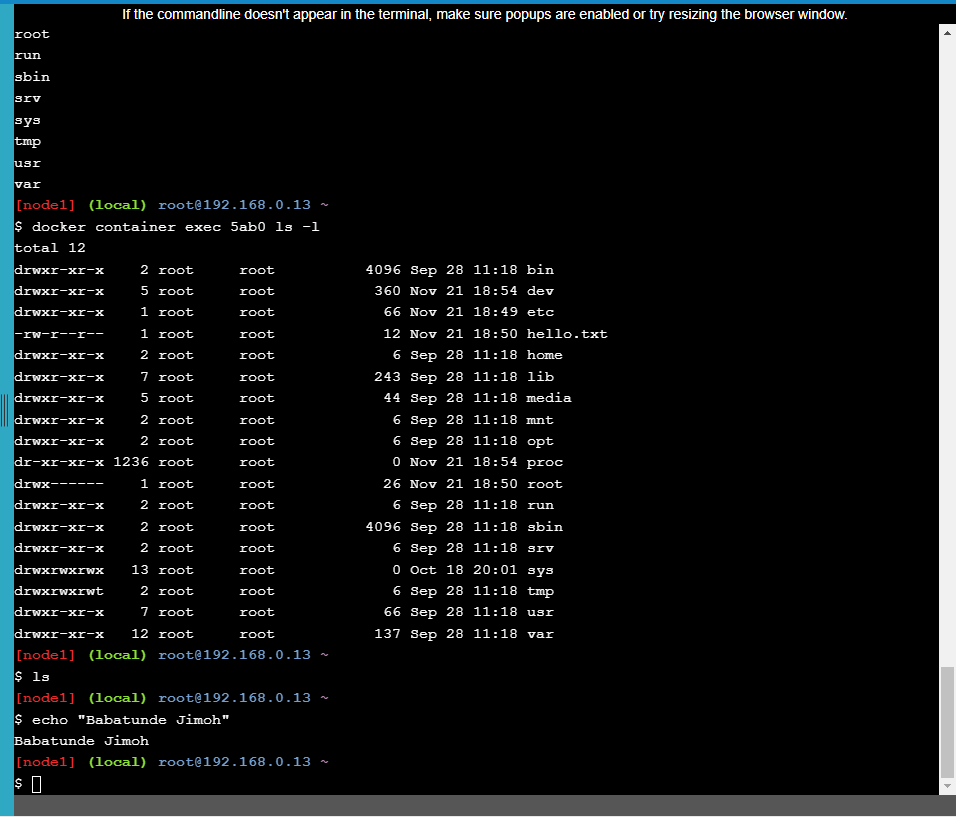 If the commandline doesn't appear in the terminal, make sure popups are enabled or try resizing the browser window.
root
run
sbin
srv
sys
tmp
usr
var
[node1] (local) root@192.168.0.13 ~
$ docker container exec 5ab0 ls -l
total 12
drwxr-xr-x    2 root     root          4096 Sep 28 11:18 bin
drwxr-xr-x    5 root     root           360 Nov 21 18:54 dev
drwxr-xr-x    1 root     root            66 Nov 21 18:49 etc
-rw-r--r--    1 root     root            12 Nov 21 18:50 hello.txt
drwxr-xr-x    2 root     root             6 Sep 28 11:18 home
drwxr-xr-x    7 root     root           243 Sep 28 11:18 lib
drwxr-xr-x    5 root     root            44 Sep 28 11:18 media
drwxr-xr-x    2 root     root             6 Sep 28 11:18 mnt
drwxr-xr-x    2 root     root             6 Sep 28 11:18 opt
dr-xr-xr-x 1236 root     root             0 Nov 21 18:54 proc
drwx------    1 root     root            26 Nov 21 18:50 root
drwxr-xr-x    2 root     root             6 Sep 28 11:18 run
drwxr-xr-x    2 root     root          4096 Sep 28 11:18 sbin
drwxr-xr-x    2 root     root             6 Sep 28 11:18 srv
drwxrwxrwx   13 root     root             0 Oct 18 20:01 sys
drwxrwxrwt    2 root     root             6 Sep 28 11:18 tmp
drwxr-xr-x    7 root     root            66 Sep 28 11:18 usr
drwxr-xr-x   12 root     root           137 Sep 28 11:18 var
[node1] (local) root@192.168.0.13 ~
$ ls
[node1] (local) root@192.168.0.13 ~
$ echo "Babatunde Jimoh"
Babatunde Jimoh
[node1] (local) root@192.168.0.13 ~
$